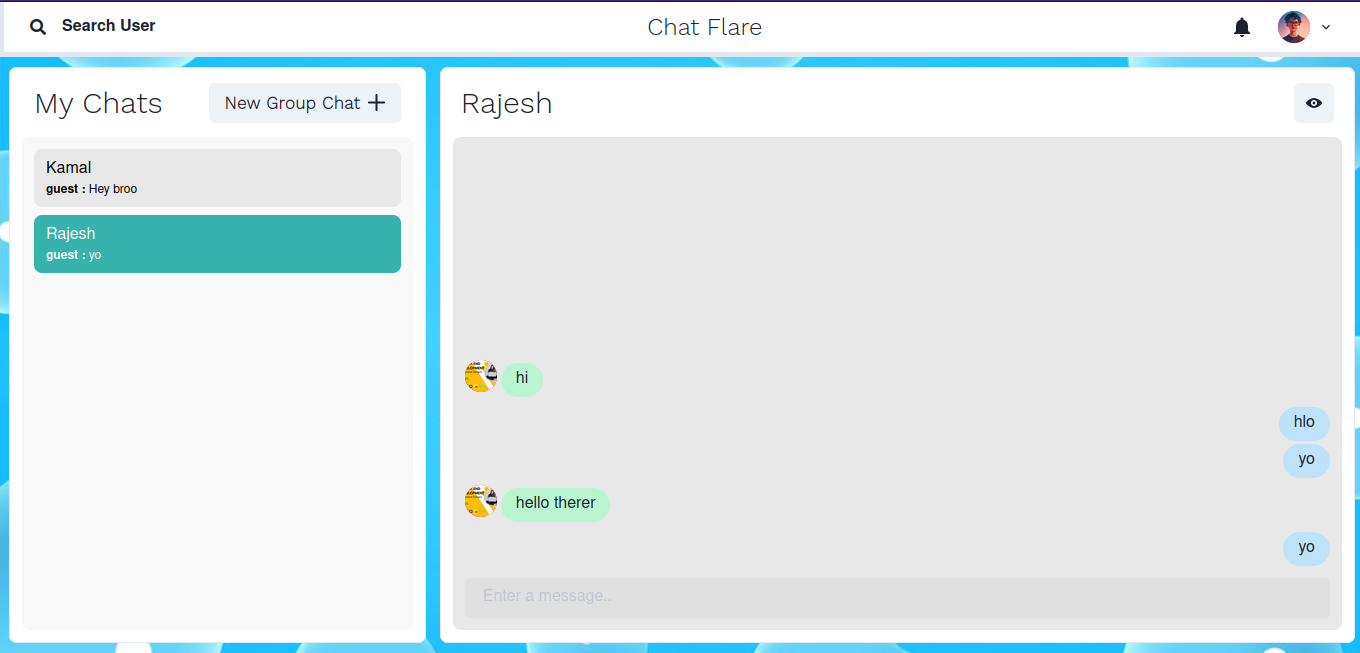 Search User
Chat Flare
My Chats
New Group Chat +
Kamal
guest : Hey broo
Rajesh
guest : yo
Rajesh
hi
hlo
yo
hello therer
yo
Enter a message..